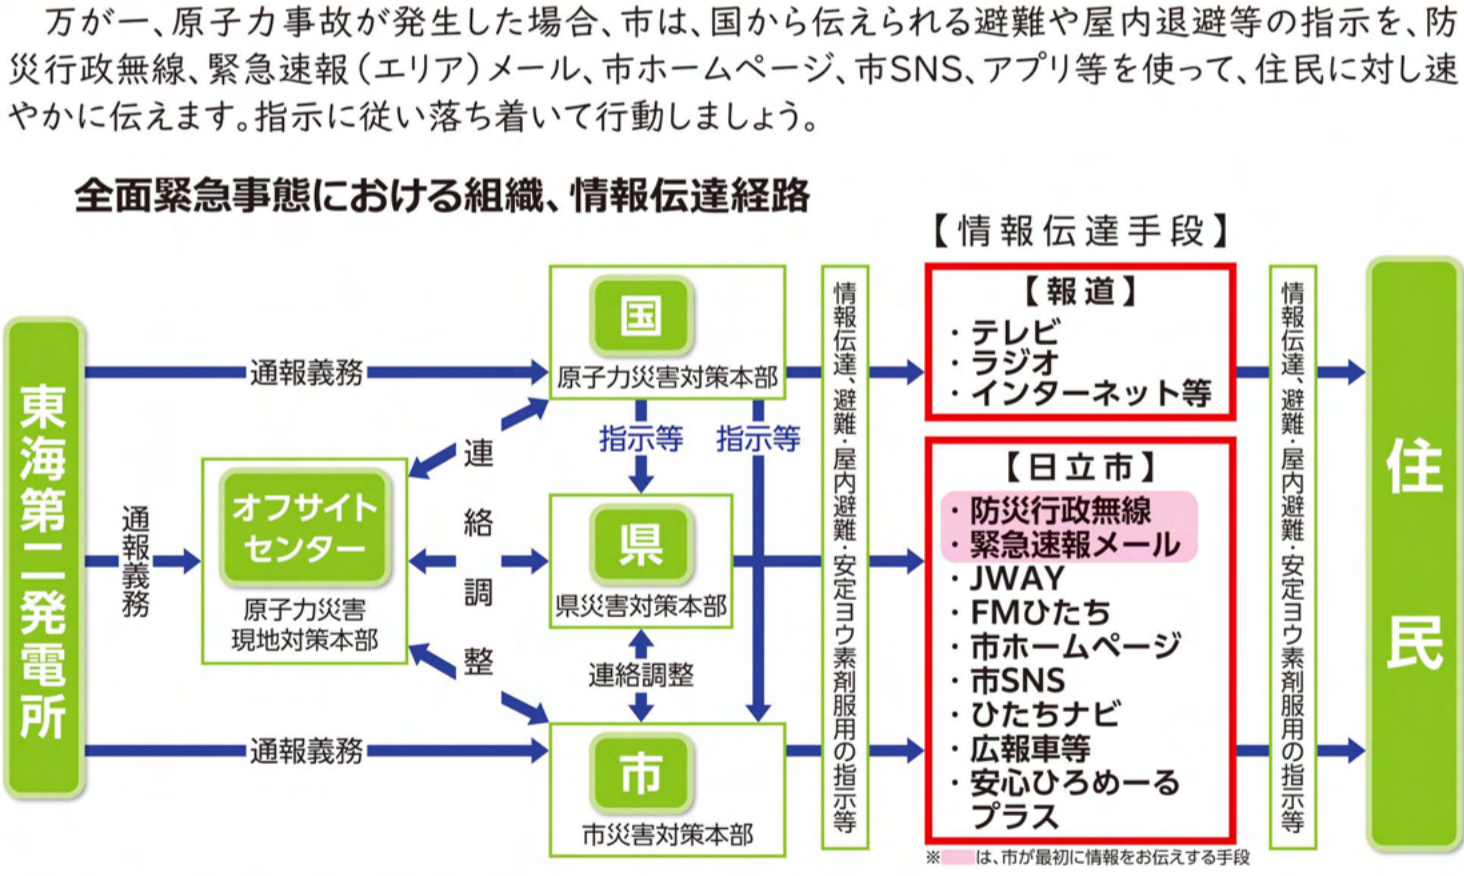 万が一、原子力事故が発生した場合、市は、国から伝えられる避難や屋内退避等の指示を、防
災行政無線、緊急速報（エリア）メール、市ホームページ、市SNS、アプリ等を使って、住民に対し速
やかに伝えます。指示に従い落ち着いて行動しましょう。
全面緊急事態における組織、情報伝達経路
東海第二発電所
通報義務
通報義務
通報義務
オフサイト
センター
原子力災害
現地対策本部
連絡調整
国
原子力災害対策本部
指示等
指示等
県
県災害対策本部
連絡調整
市
市災害対策本部
情報伝達、避難・屋内避難・安定ヨウ素剤服用の指示等
【情報伝達手段】
【報道】
・テレビ
・ラジオ
・インターネット等
【日立市】
・防災行政無線
・緊急速報メール
・JWAY
・FMひたち
・市ホームページ
・市SNS
・ひたちナビ
・広報車等
・安心ひろめーる
プラス
※は、市が最初に情報をお伝えする手段
情報伝達、避難・屋内避難・安定ヨウ素剤服用の指示等
住民